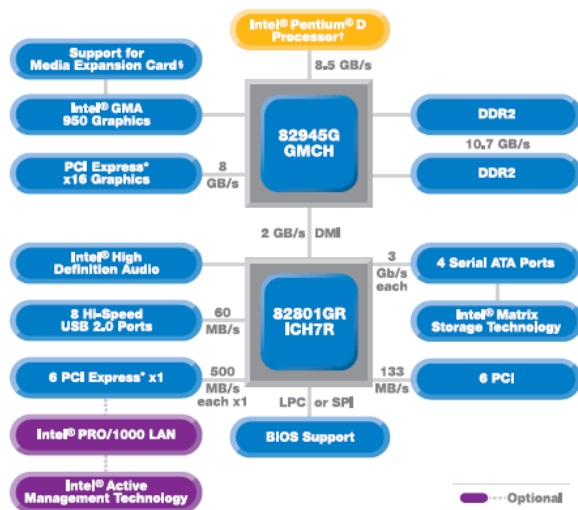 Intel® Pentium® D
Processor†
Support for
Media Expansion Card§
8.5 GB/s
Intel® GMA
950 Graphics
82945G
GMCH
DDR2
10.7 GB/s
PCI Express*
x16 Graphics
8
GB/s
DDR2
2 GB/s DMI
Intel® High
Definition Audio
3
Gb/s
each
4 Serial ATA Ports
8 Hi-Speed
USB 2.0 Ports
60
MB/s
82801GR
ICH7R
Intel® Matrix
Storage Technology
6 PCI Express* x1
500
MB/s
each x1
133
MB/s
6 PCI
LPC or SPI
BIOS Support
Intel® PRO/1000 LAN
Intel® Active
Management Technology
Optional